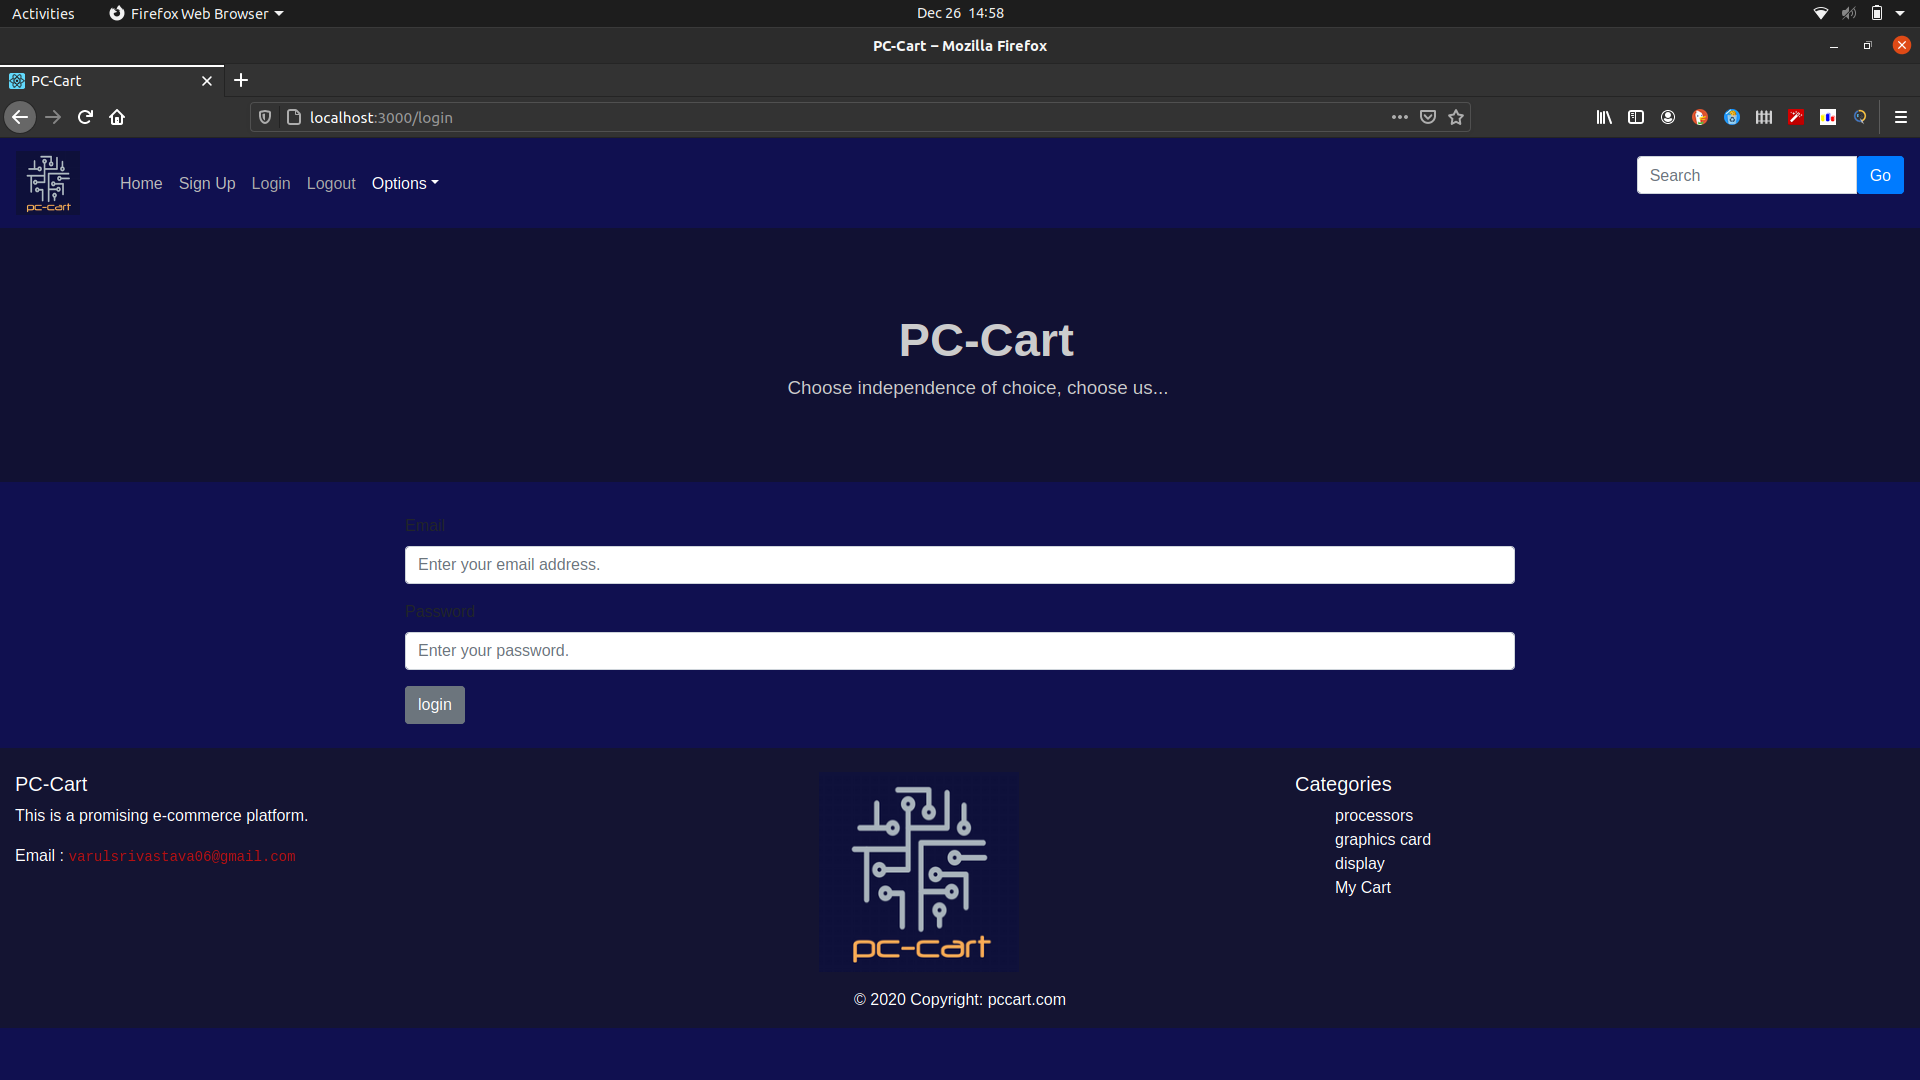 Activities Firefox Web Browser Dec 26 14:58
PC-Cart – Mozilla Firefox
PC-Cart
localhost:3000/login
pc-cart
Home Sign Up Login Logout Options Search Go
PC-Cart
Choose independence of choice, choose us...
Email
Enter your email address.
Password
Enter your password.
login
PC-Cart
This is a promising e-commerce platform.
Email : varulsrivastava06@gmail.com
pc-cart
Categories
processors
graphics card
display
My Cart
© 2020 Copyright: pccart.com